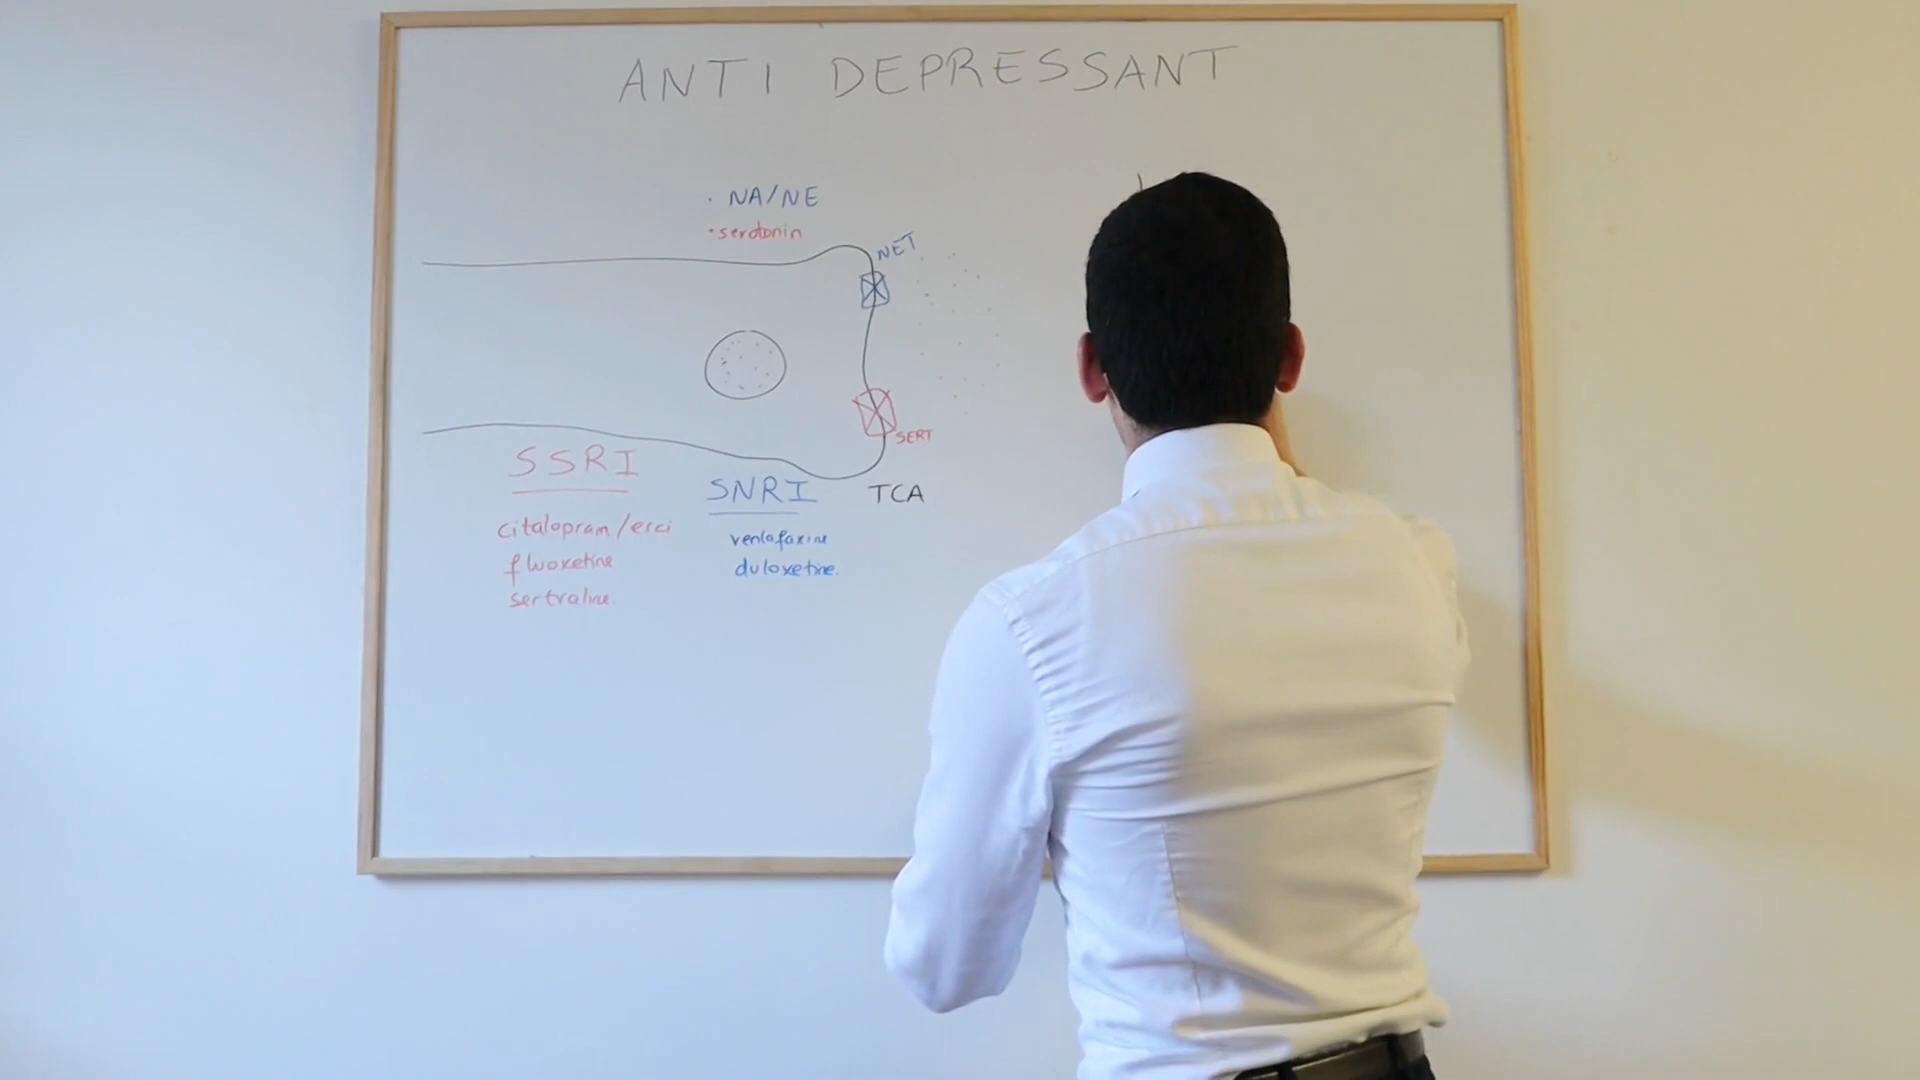 ANTI DEPRESSANT
· NA/NE
· serotonin
NET
SERT
SSRI
citalopram/esci
fluoxetine
sertraline.
SNRI
venlafaxine
duloxetine.
TCA